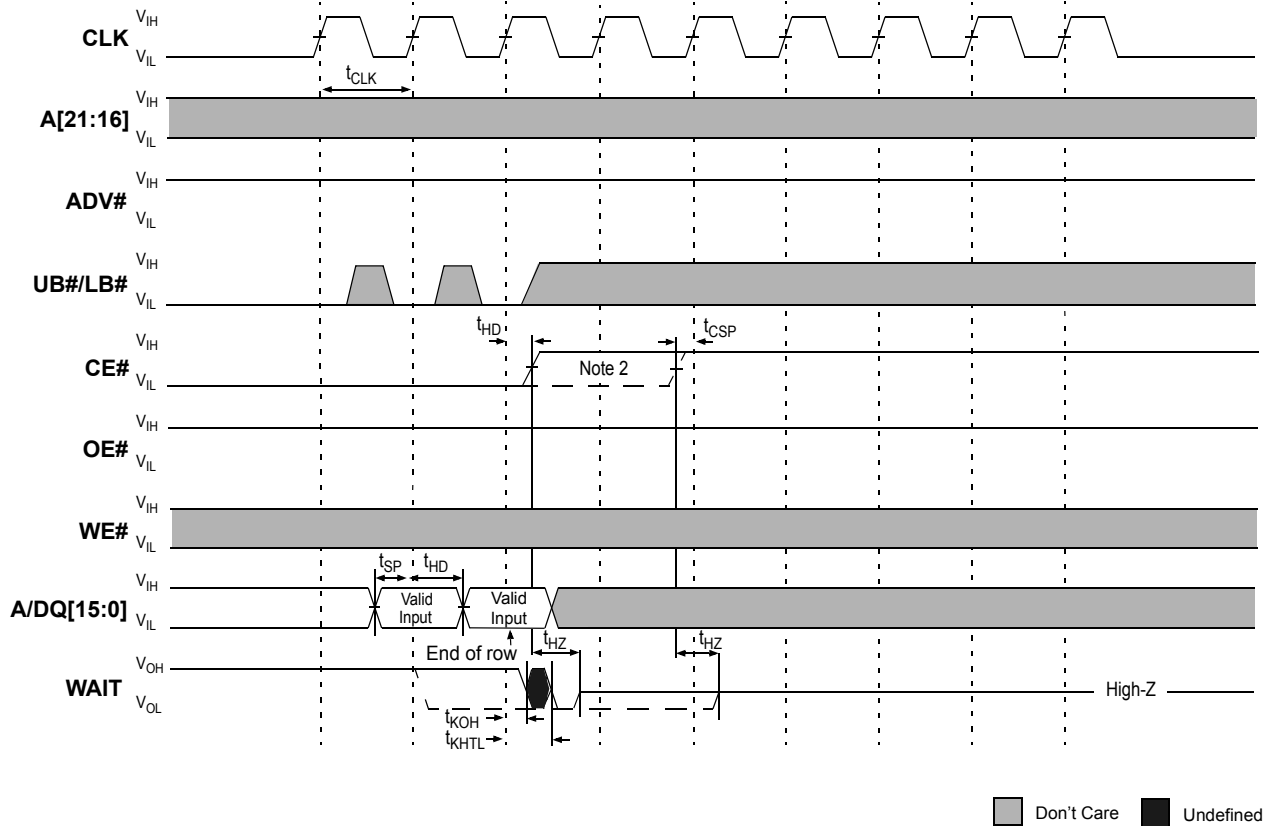 CLK
VIH
VIL
tCLK
A[21:16]
VIH
VIL
ADV#
VIH
VIL
UB#/LB#
VIH
VIL
tHD
tCSP
CE#
VIH
VIL
Note 2
OE#
VIH
VIL
WE#
VIH
VIL
tSP
tHD
A/DQ[15:0]
VIH
VIL
Valid
Input
Valid
Input
End of row
tHZ
tHZ
WAIT
VOH
VOL
High-Z
tKOH
tKHTL
Don't Care
Undefined